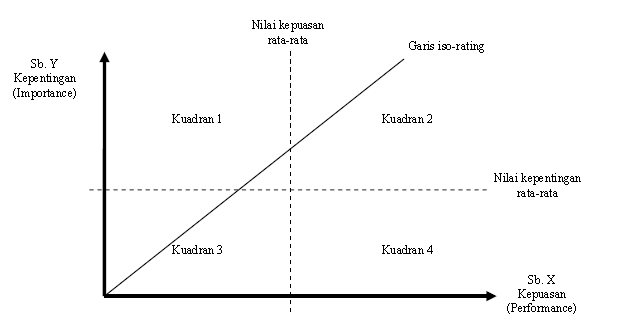 Nilai kepuasan
rata-rata
Garis iso-rating
Sb. Y
Kepentingan
(Importance)
Kuadran 1
Kuadran 2
Nilai kepentingan
rata-rata
Kuadran 3
Kuadran 4
Sb. X
Kepuasan
(Performance)